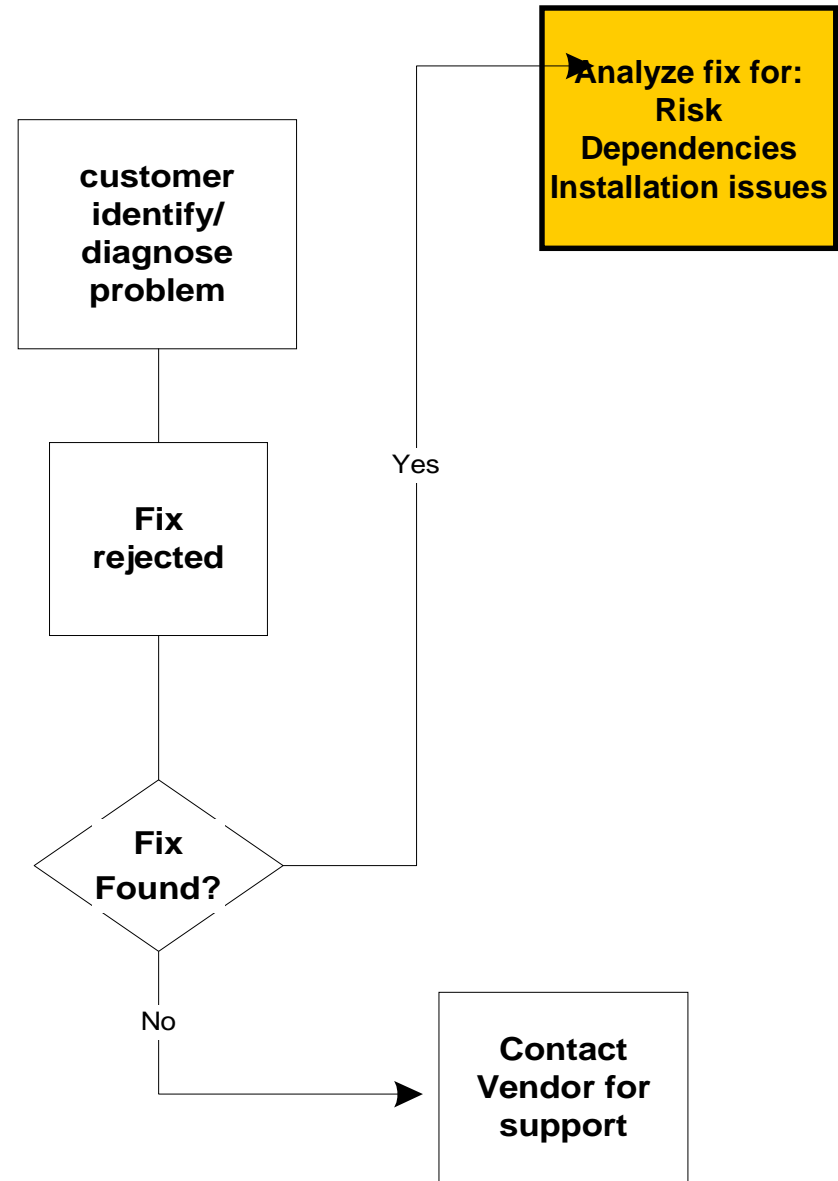 Analyze fix for:
Risk
Dependencies
Installation issues
customer
identify/
diagnose
problem
Yes
Fix
rejected
Fix
Found?
No
Contact
Vendor for
support